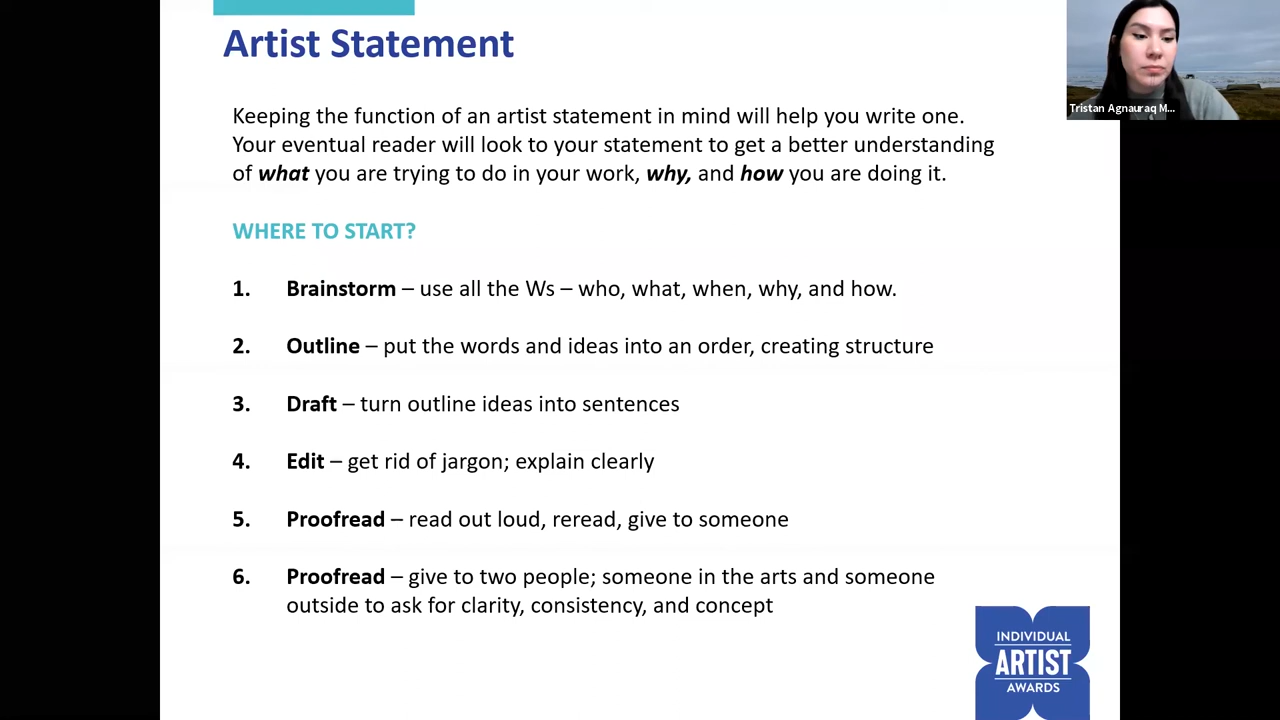 Artist Statement
Tristan Agnauraq M...
Keeping the function of an artist statement in mind will help you write one.
Your eventual reader will look to your statement to get a better understanding
of what you are trying to do in your work, why, and how you are doing it.
WHERE TO START?
1. Brainstorm – use all the Ws – who, what, when, why, and how.
2. Outline – put the words and ideas into an order, creating structure
3. Draft – turn outline ideas into sentences
4. Edit – get rid of jargon; explain clearly
5. Proofread – read out loud, reread, give to someone
6. Proofread – give to two people; someone in the arts and someone
outside to ask for clarity, consistency, and concept
INDIVIDUAL
ARTIST
AWARDS